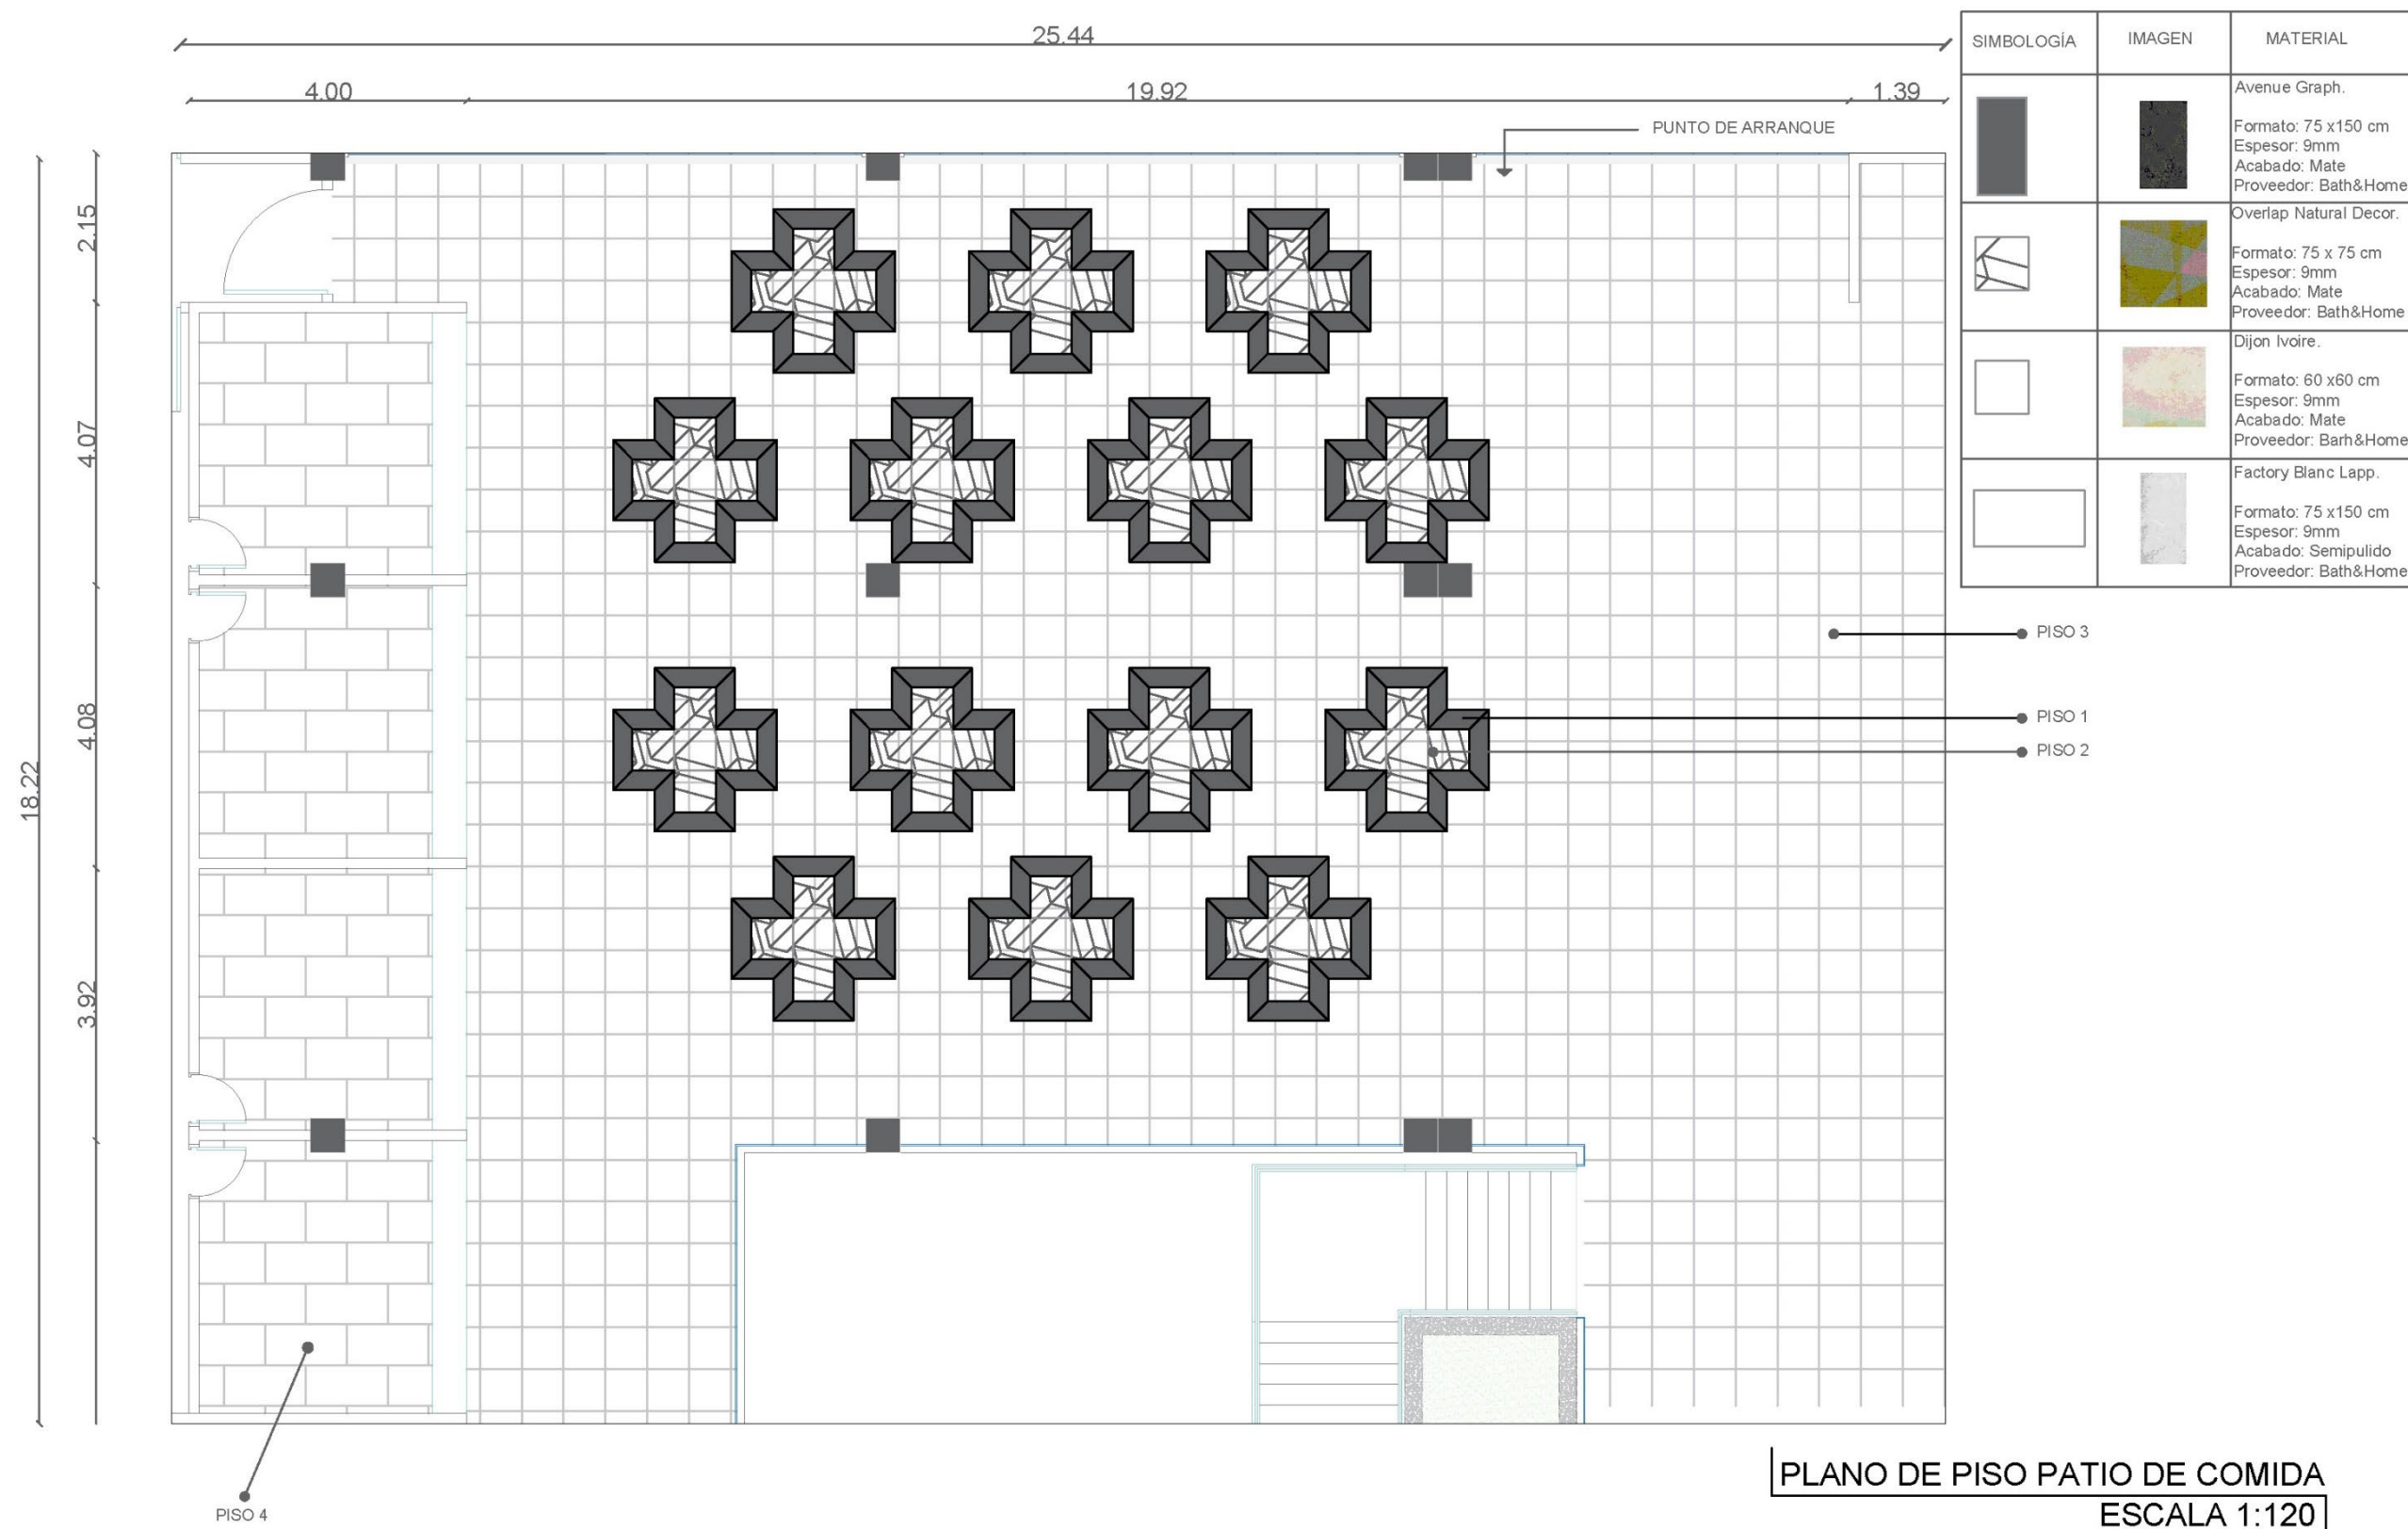 25.44
4.00
19.92
1.39
PUNTO DE ARRANQUE
2.15
4.07
4.08
3.92
18.22
SIMBOLOGÍA
IMAGEN
MATERIAL
Avenue Graph.
Formato: 75 x150 cm
Espesor: 9mm
Acabado: Mate
Proveedor: Bath&Home
Overlap Natural Decor.
Formato: 75 x 75 cm
Espesor: 9mm
Acabado: Mate
Proveedor: Bath&Home
Dijon Ivoire.
Formato: 60 x60 cm
Espesor: 9mm
Acabado: Mate
Proveedor: Barh&Home
Factory Blanc Lapp.
Formato: 75 x150 cm
Espesor: 9mm
Acabado: Semipulido
Proveedor: Bath&Home
PISO 3
PISO 1
PISO 2
PISO 4
PLANO DE PISO PATIO DE COMIDA
ESCALA 1:120